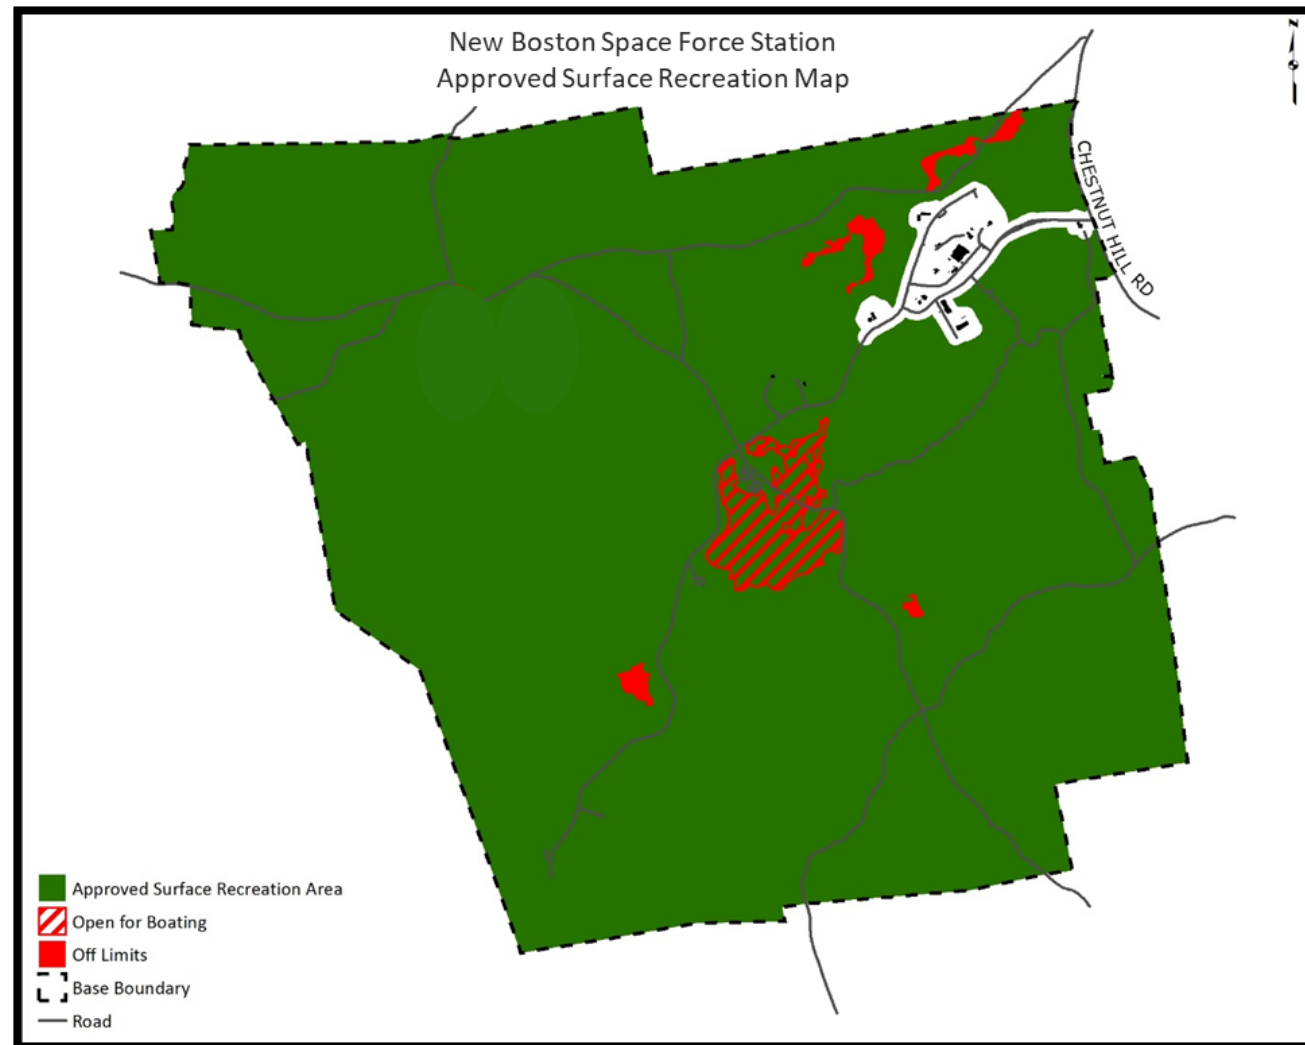 New Boston Space Force Station
Approved Surface Recreation Map
N
CHESTNUT HILL RD
Approved Surface Recreation Area
Open for Boating
Off Limits
Base Boundary
Road